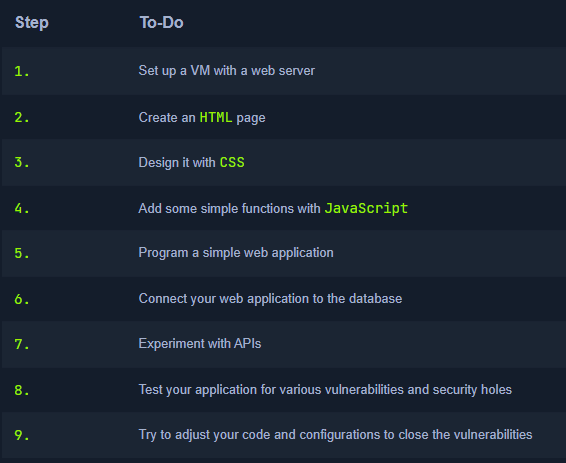 Step To-Do
1. Set up a VM with a web server
2. Create an HTML page
3. Design it with CSS
4. Add some simple functions with JavaScript
5. Program a simple web application
6. Connect your web application to the database
7. Experiment with APIs
8. Test your application for various vulnerabilities and security holes
9. Try to adjust your code and configurations to close the vulnerabilities